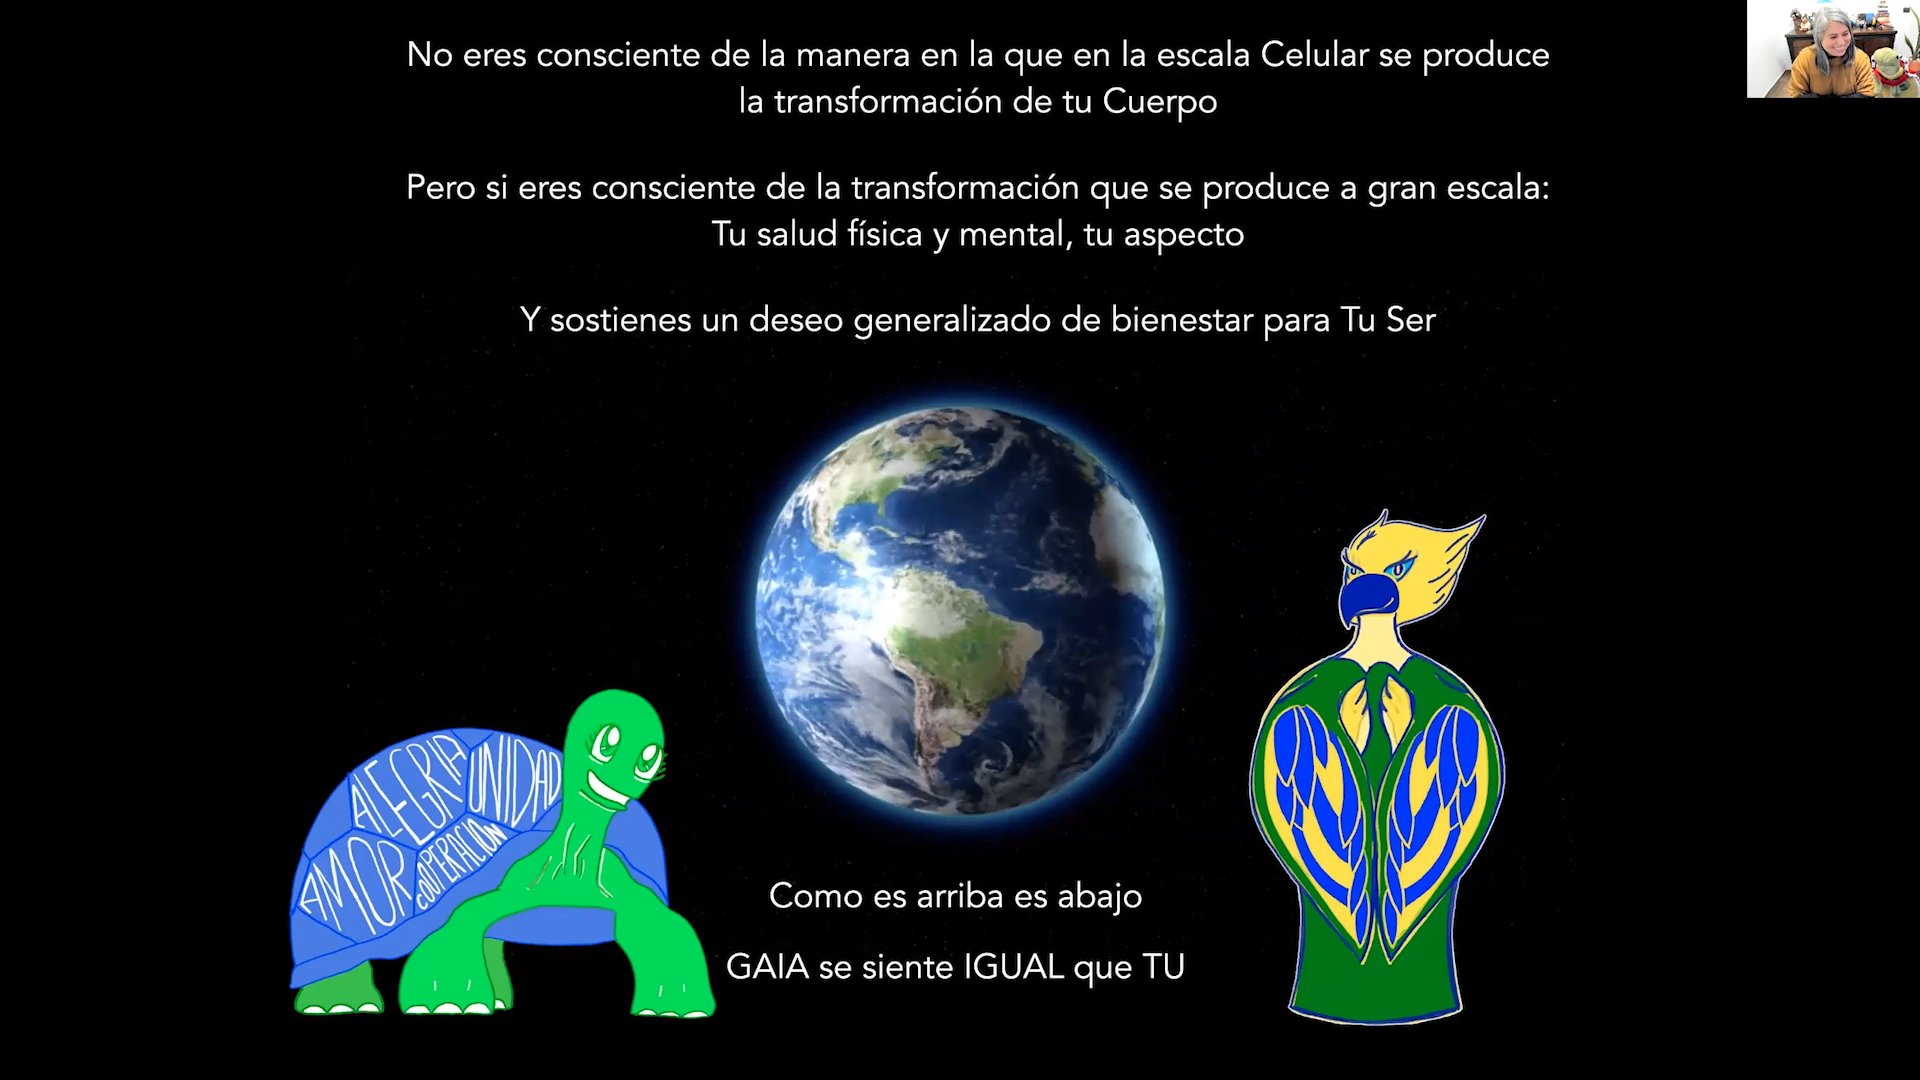 No eres consciente de la manera en la que en la escala Celular se produce
la transformación de tu Cuerpo
Pero si eres consciente de la transformación que se produce a gran escala:
Tu salud física y mental, tu aspecto
Y sostienes un deseo generalizado de bienestar para Tu Ser
ALEGRIA
UNIDAD
AMOR
COOPERACION
Como es arriba es abajo
GAIA se siente IGUAL que TU